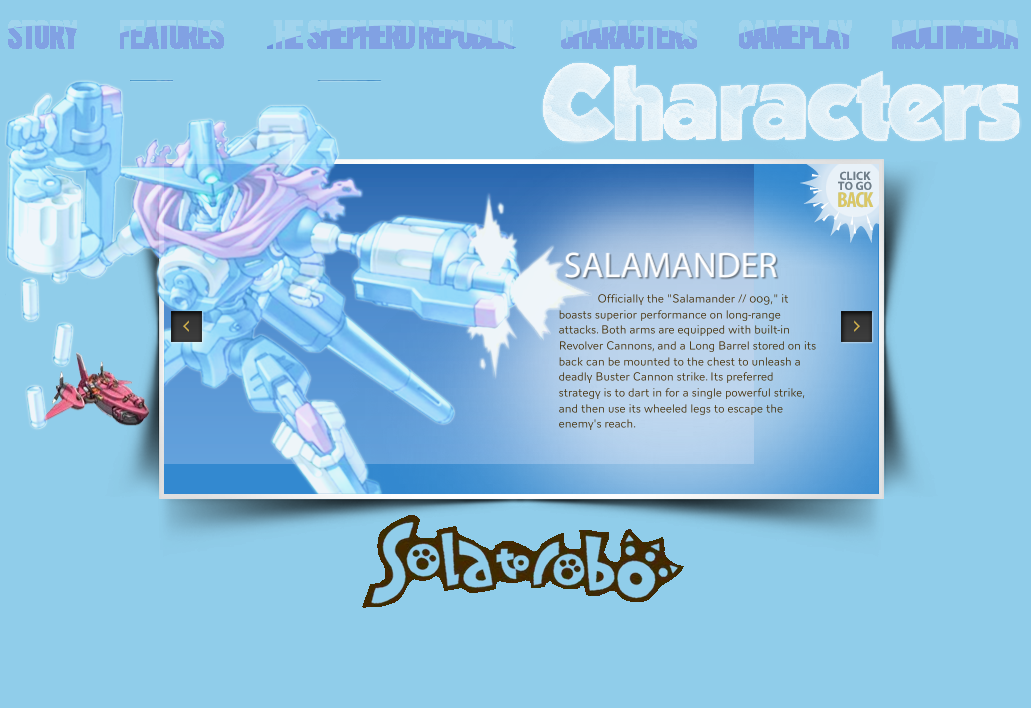 STORY FEATURES THE SHEPHERD REPUBLIC CHARACTERS GAMEPLAY MULTIMEDIA
Characters
CLICK
TO GO
BACK
SALAMANDER
Officially the "Salamander // 009," it
boasts superior performance on long-range
attacks. Both arms are equipped with built-in
Revolver Cannons, and a Long Barrel stored on its
back can be mounted to the chest to unleash a
deadly Buster Cannon strike. Its preferred
strategy is to dart in for a single powerful strike,
and then use its wheeled legs to escape the
enemy's reach.
Solatorobo